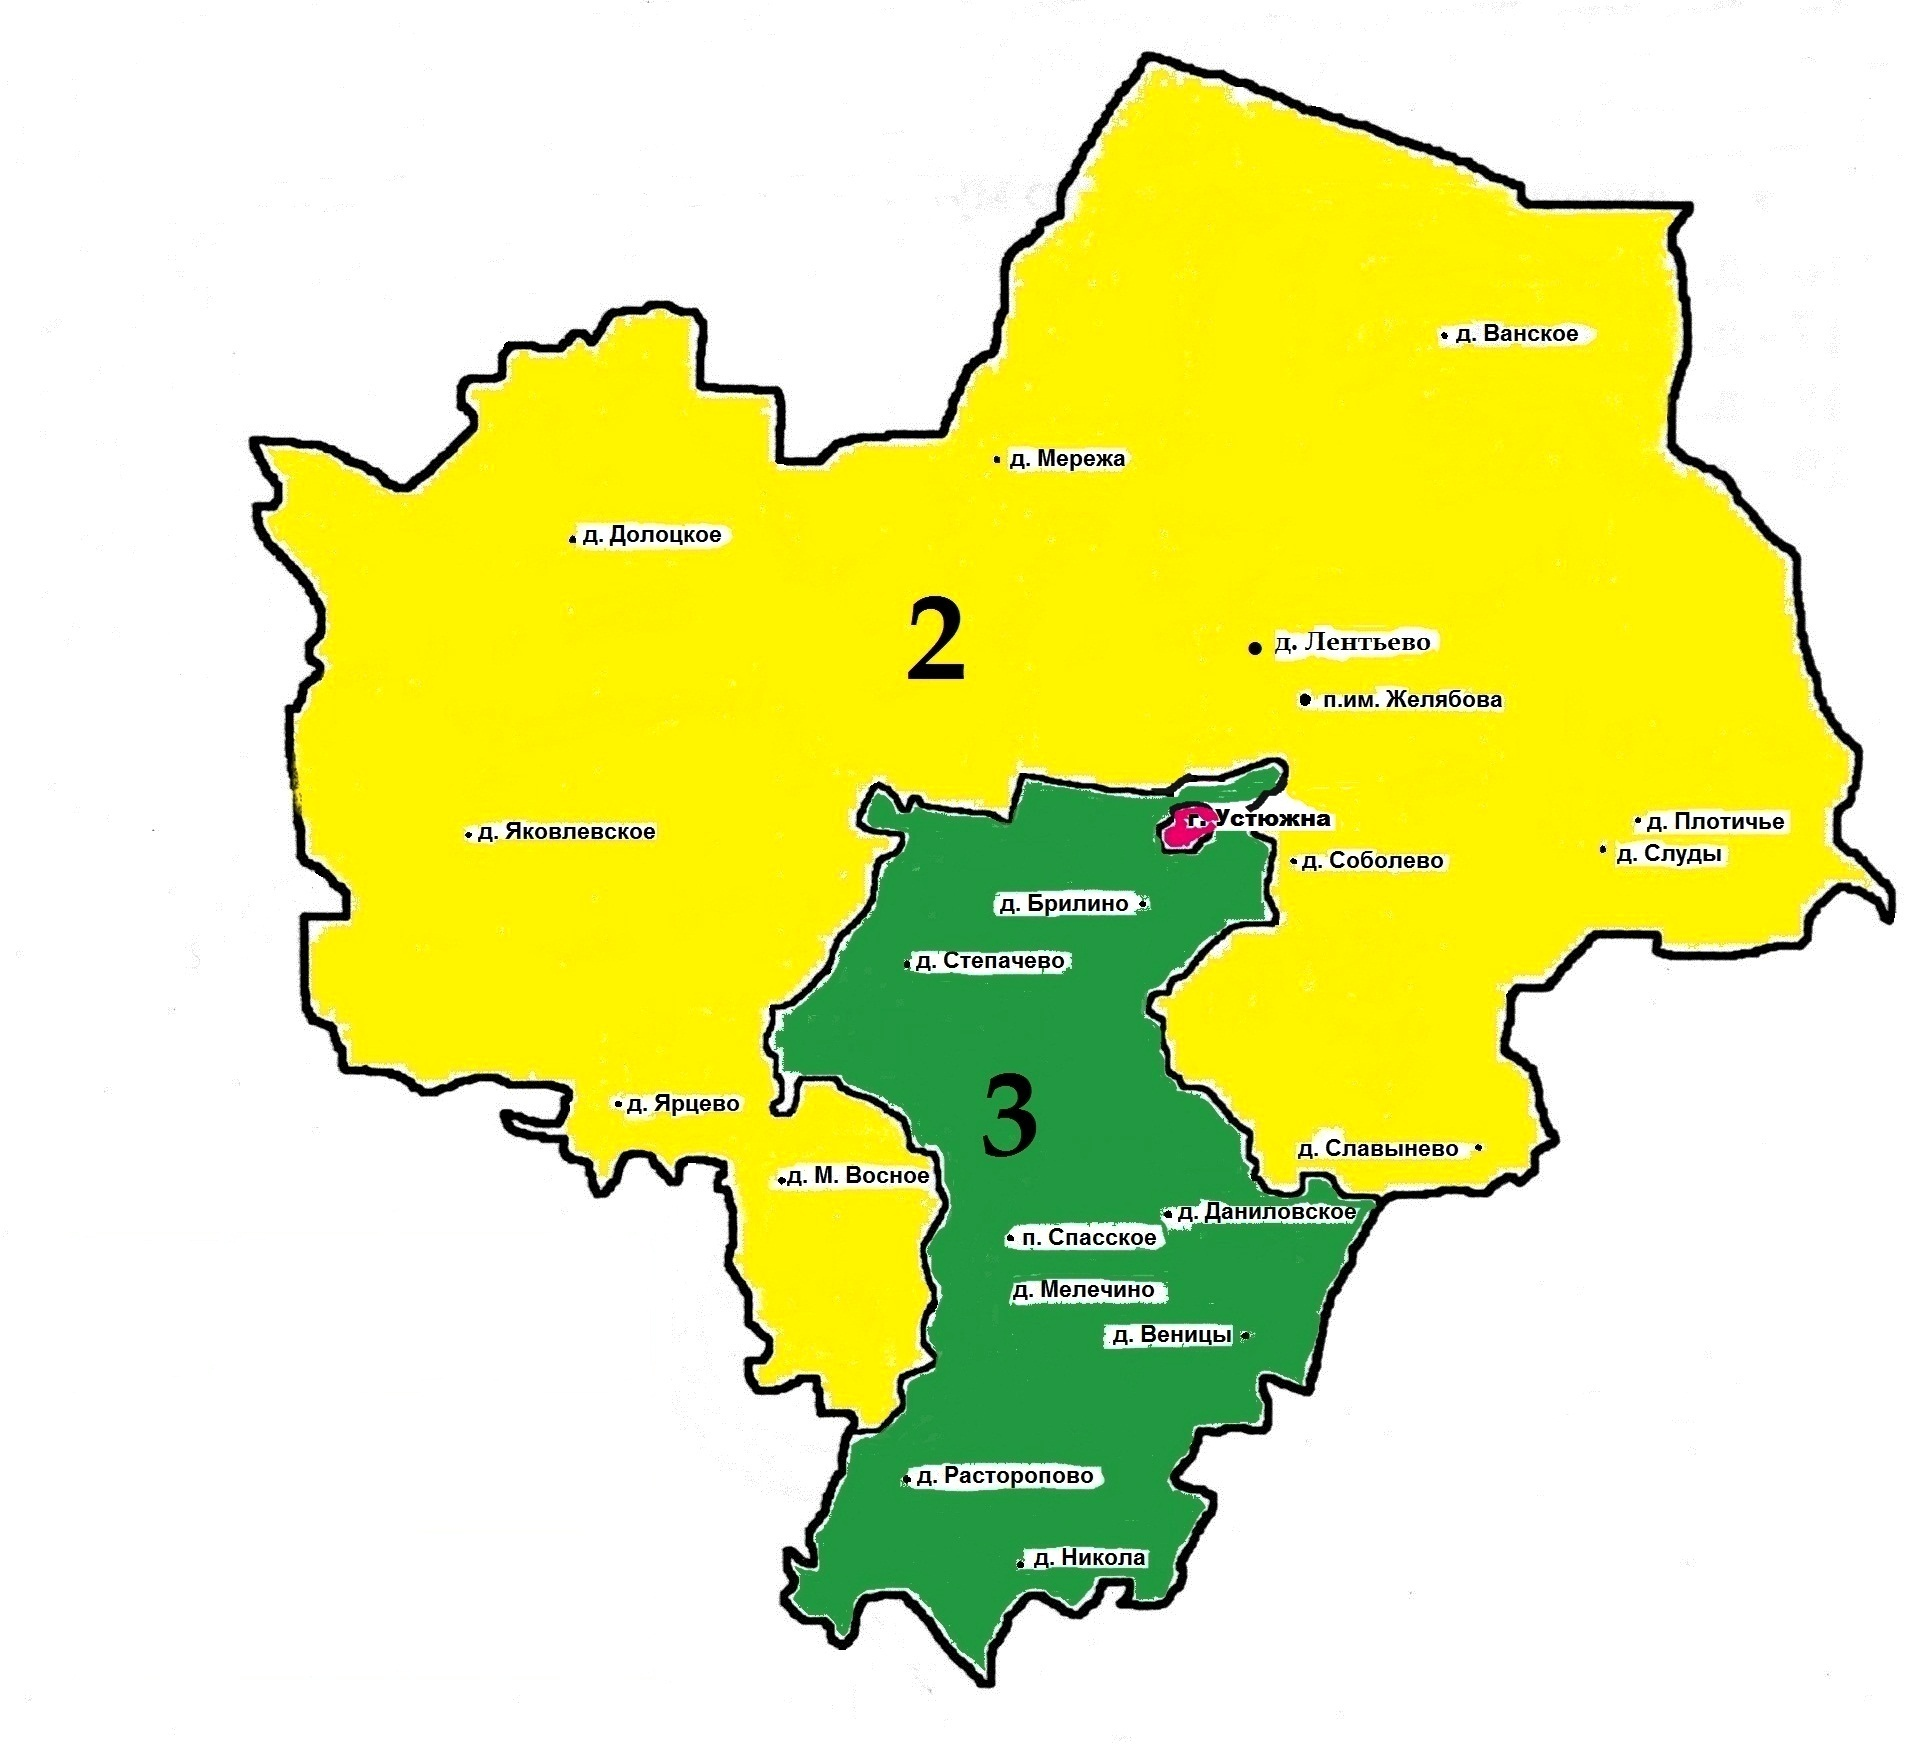 д. Ванское
д. Мережа
д. Долоцкое
2
д. Лентьево
п.им. Желябова
г. Устюжна
д. Плотичье
д. Яковлевское
д. Слуды
д. Соболево
д. Брилино
д. Степачево
д. Ярцево
3
д. Славынево
д. М. Восное
д. Даниловское
п. Спасское
д. Мелечино
д. Веницы
д. Расторопово
д. Никола